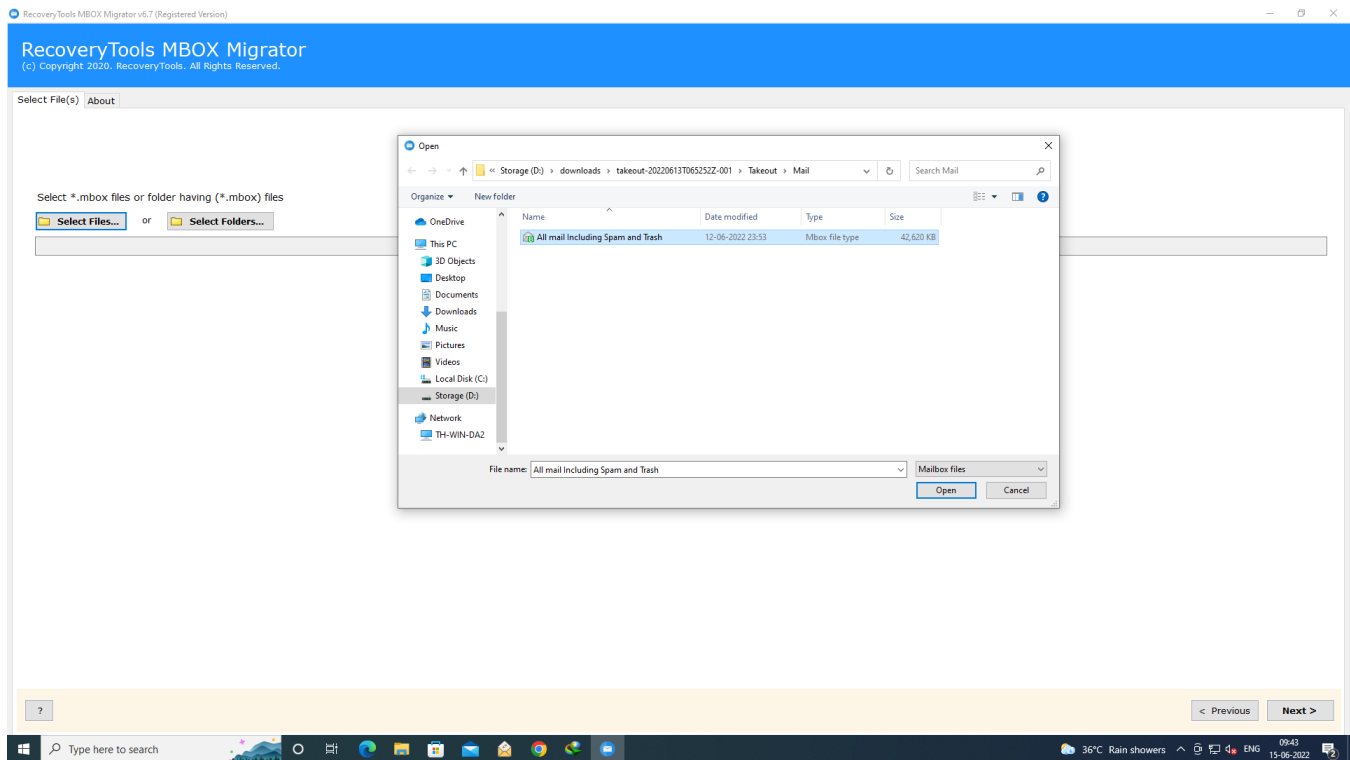 RecoveryTools MBOX Migrator v6.7 (Registered Version)
RecoveryTools MBOX Migrator
(c) Copyright 2020. RecoveryTools. All Rights Reserved.
Select File(s) About
Select *.mbox files or folder having (*.mbox) files
Select Files... or Select Folders...
Open
« Storage (D:) › downloads › takeout-20220613T065252Z-001 › Takeout › Mail
Search Mail
Organize New folder
OneDrive
This PC
3D Objects
Desktop
Documents
Downloads
Music
Pictures
Videos
Local Disk (C:)
Storage (D:)
Network
TH-WIN-DA2
Name Date modified Type Size
All mail Including Spam and Trash 12-06-2022 23:53 Mbox file type 42,620 KB
File name: All mail Including Spam and Trash Mailbox files
Open Cancel
? < Previous Next >
Type here to search
36°C Rain showers ENG
09:43
15-06-2022
2